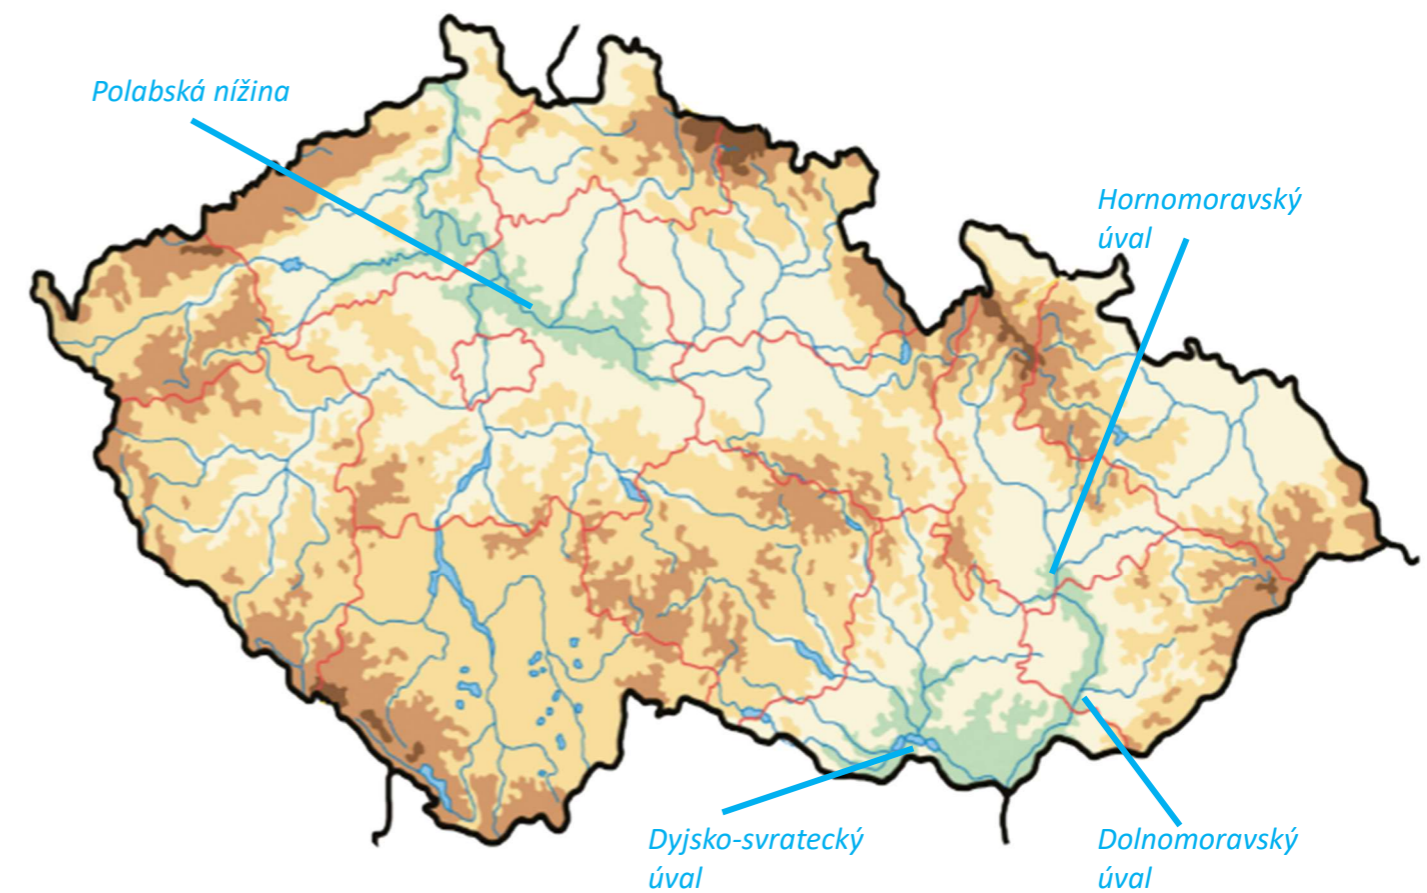 Polabská nížina
Hornomoravský
úval
Dyjsko-svratecký
úval
Dolnomoravský
úval